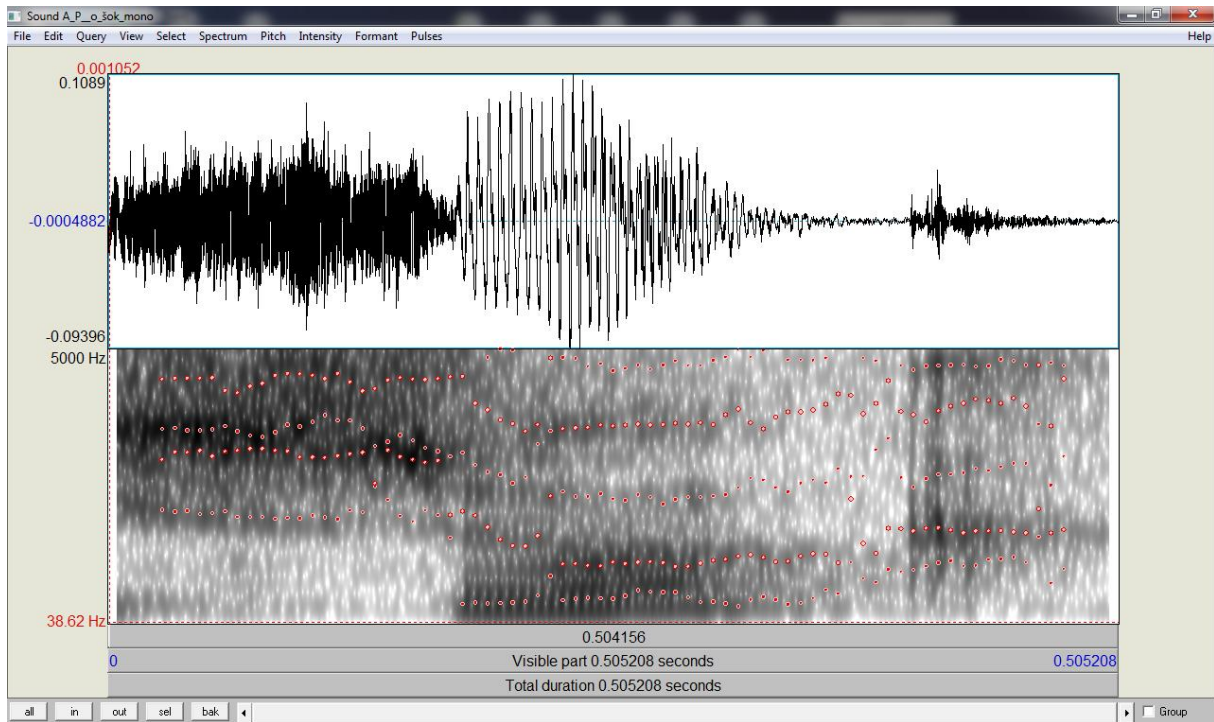 Sound A_P__o_šok_mono
File Edit Query View Select Spectrum Pitch Intensity Formant Pulses Help
0.001052
0.1089
-0.0004882
-0.09396
5000 Hz
38.62 Hz
0.504156
0 Visible part 0.505208 seconds 0.505208
Total duration 0.505208 seconds
all in out sel bak Group